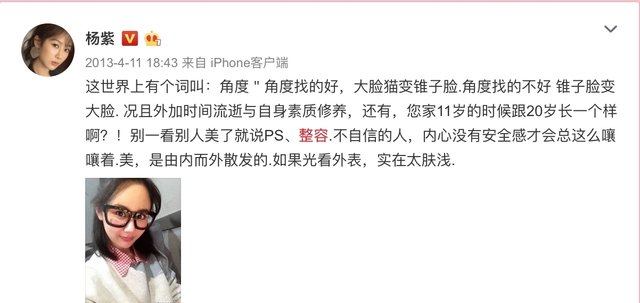 杨紫
2013-4-11 18:43 来自 iPhone客户端
这世界上有个词叫：角度＂角度找的好，大脸猫变锥子脸.角度找的不好 锥子脸变
大脸. 况且外加时间流逝与自身素质修养，还有，您家11岁的时候跟20岁长一个样
啊？！别一看别人美了就说PS、整容.不自信的人，内心没有安全感才会总这么嚷
嚷着.美，是由内而外散发的.如果光看外表，实在太肤浅.